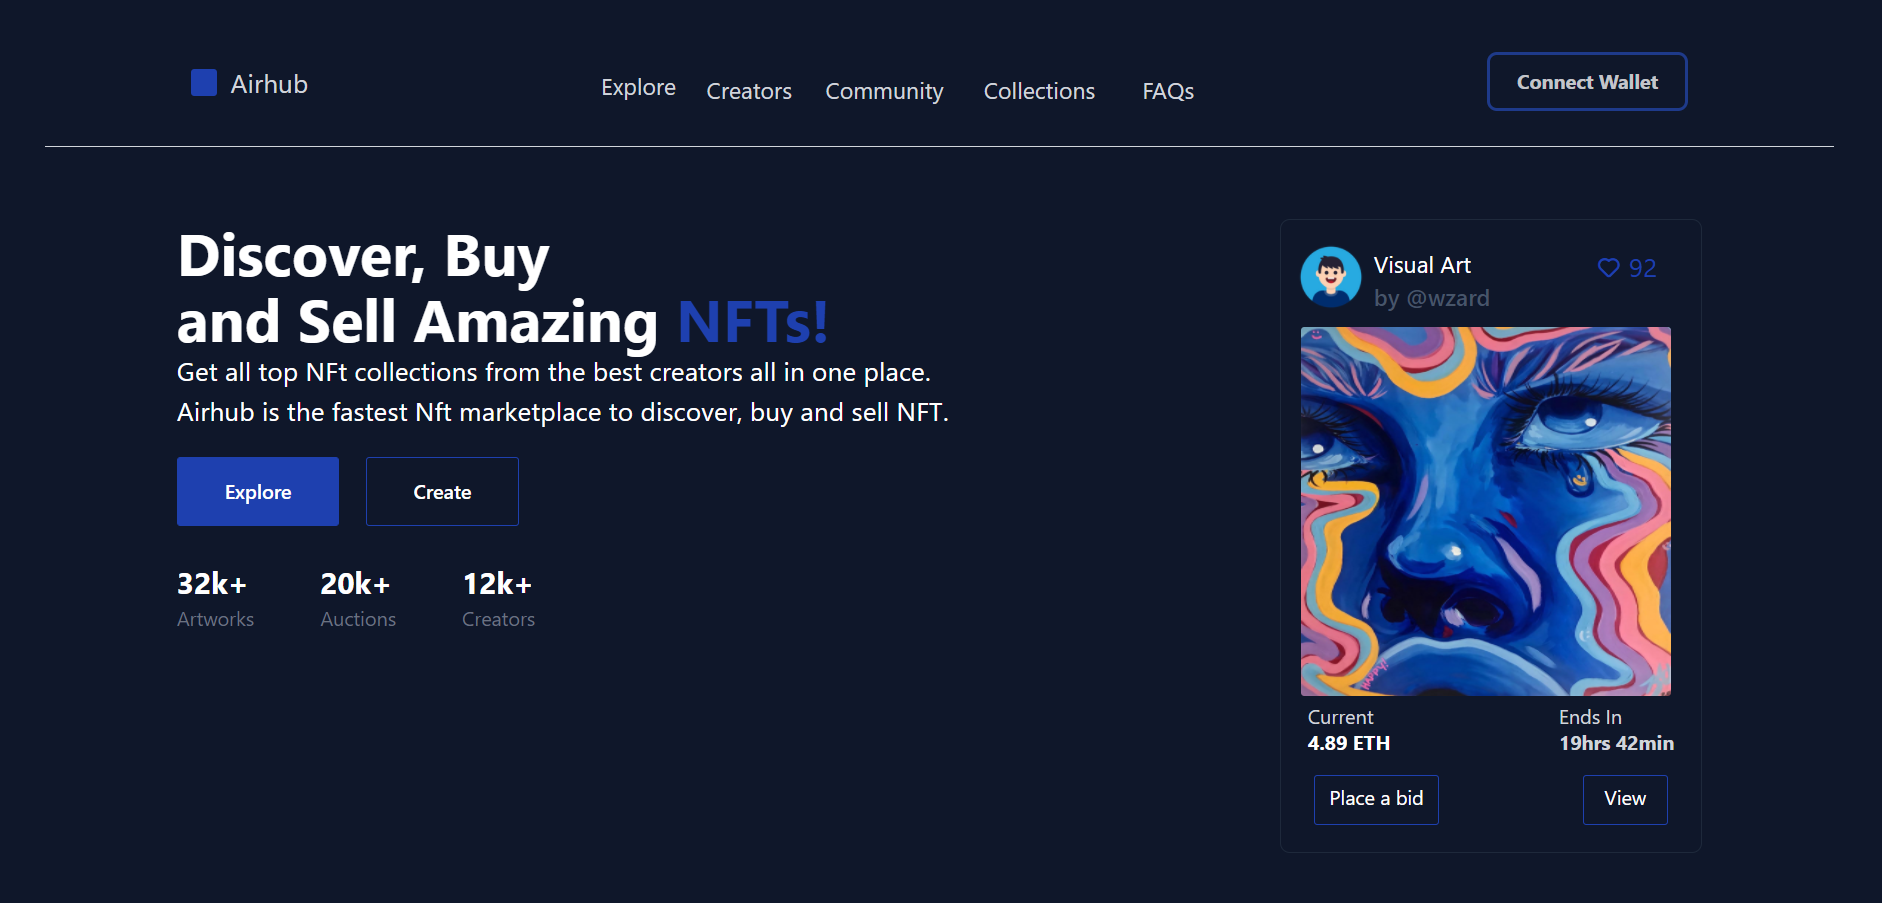 Airhub
Explore Creators Community Collections FAQs
Connect Wallet
Discover, Buy
and Sell Amazing NFTs!
Get all top NFt collections from the best creators all in one place.
Airhub is the fastest Nft marketplace to discover, buy and sell NFT.
Explore Create
32k+ 20k+ 12k+
Artworks Auctions Creators
Visual Art 92
by @wzard
Current Ends In
4.89 ETH 19hrs 42min
Place a bid View